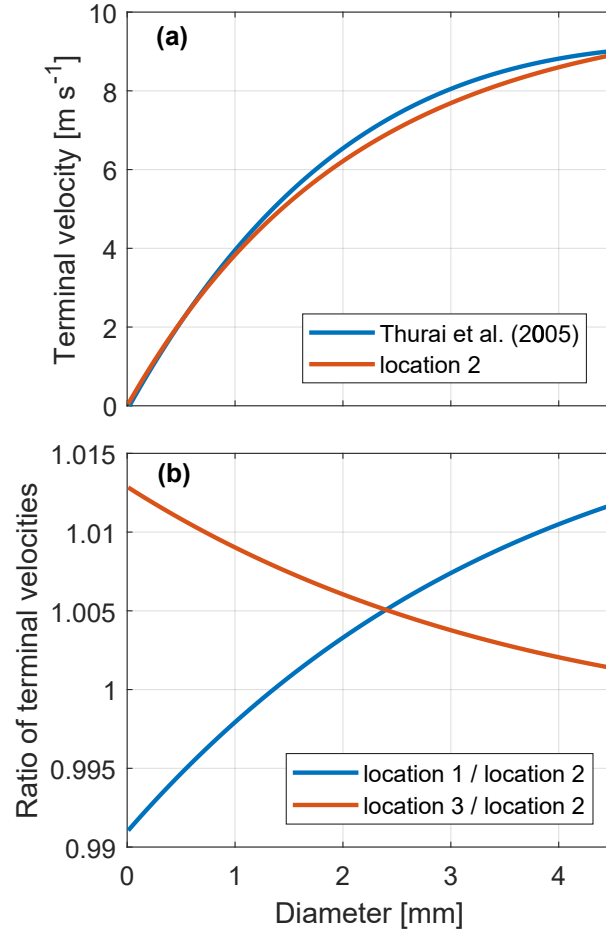 (a)
Terminal velocity [m s⁻¹]
10
8
6
4
2
0
Thurai et al. (2005)
location 2
(b)
Ratio of terminal velocities
1.015
1.01
1.005
1
0.995
0.99
location 1 / location 2
location 3 / location 2
0 1 2 3 4
Diameter [mm]